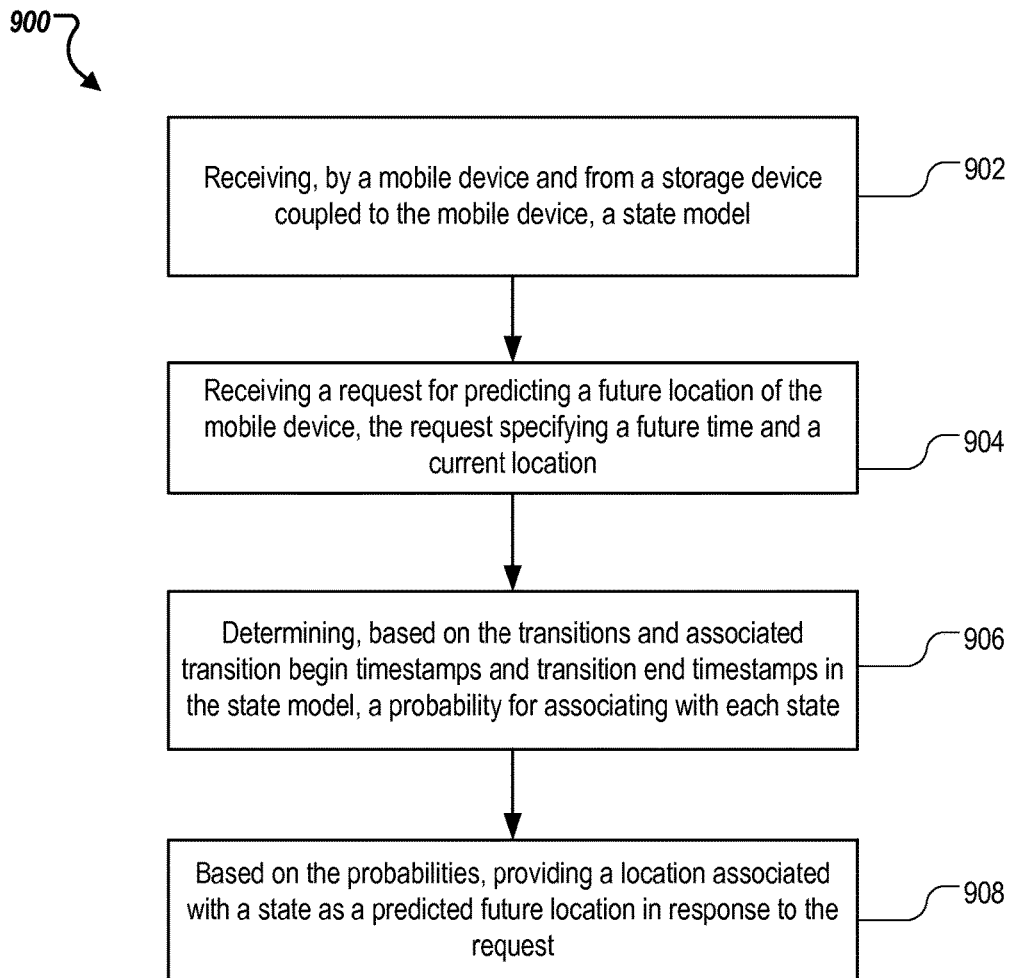 900
Receiving, by a mobile device and from a storage device
coupled to the mobile device, a state model
902
Receiving a request for predicting a future location of the
mobile device, the request specifying a future time and a
current location
904
Determining, based on the transitions and associated
transition begin timestamps and transition end timestamps in
the state model, a probability for associating with each state
906
Based on the probabilities, providing a location associated
with a state as a predicted future location in response to the
request
908